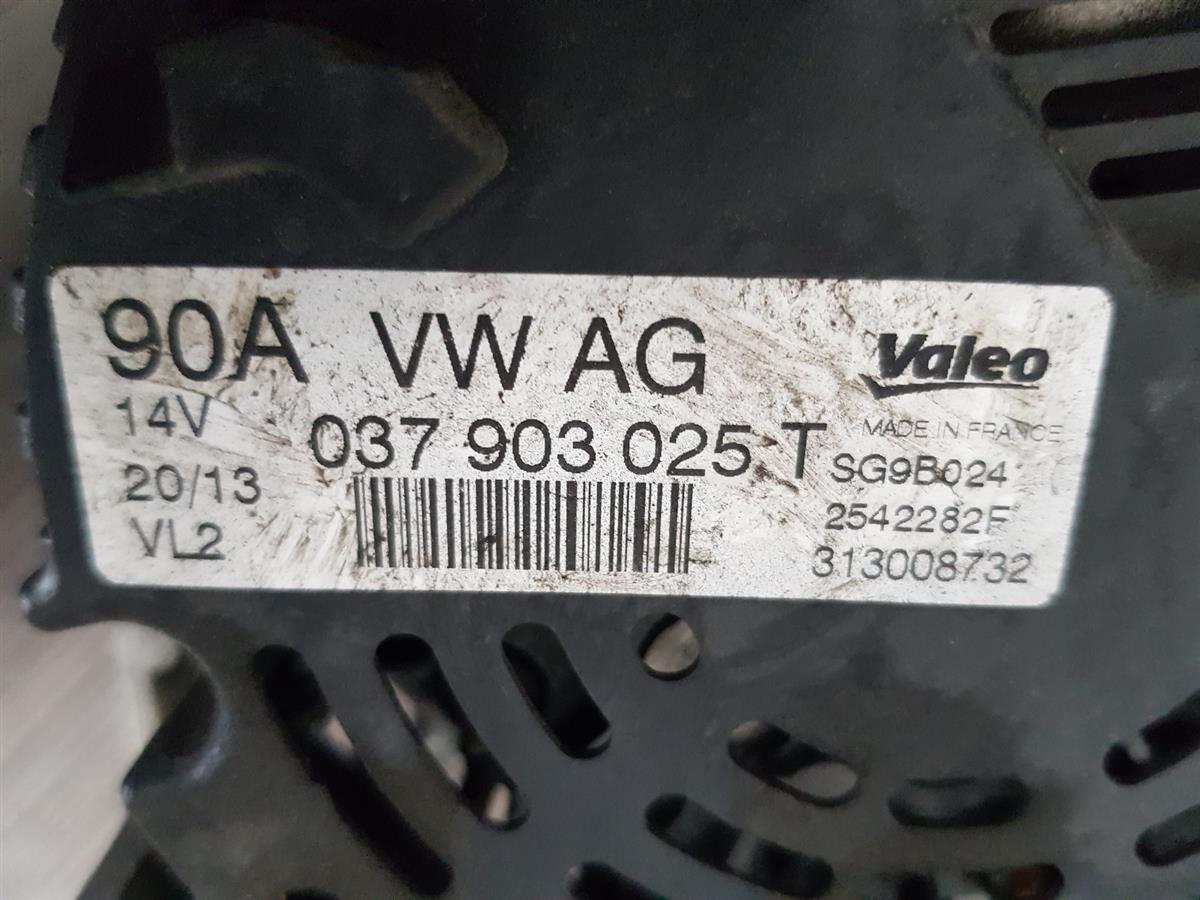 90A VW AG Valeo
14V 037 903 025 T MADE IN FRANCE
20/13 SG9B024
VL2 2542282F
313008732